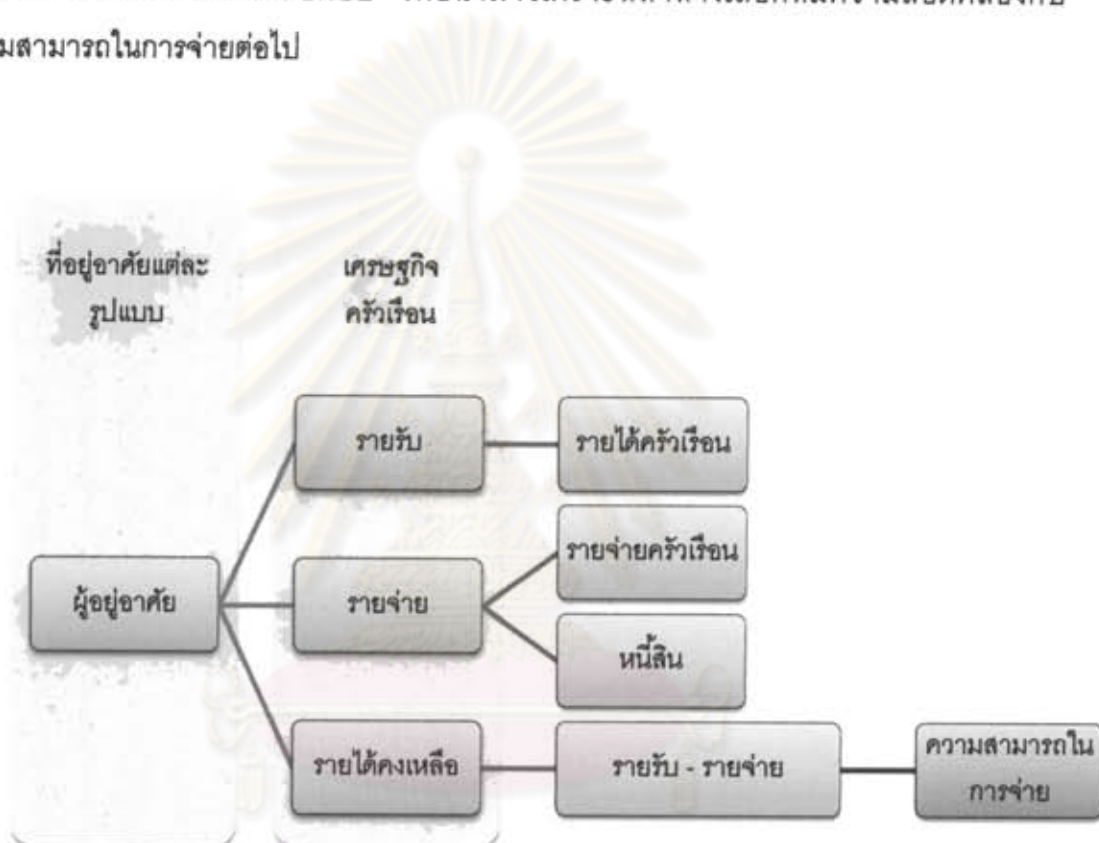 มสามารถในการจ่ายต่อไป
ที่อยู่อาศัยแต่ละ
รูปแบบ
เศรษฐกิจ
ครัวเรือน
รายรับ
รายได้ครัวเรือน
ผู้อยู่อาศัย
รายจ่าย
รายจ่ายครัวเรือน
หนี้สิน
รายได้คงเหลือ
รายรับ - รายจ่าย
ความสามารถใน
การจ่าย